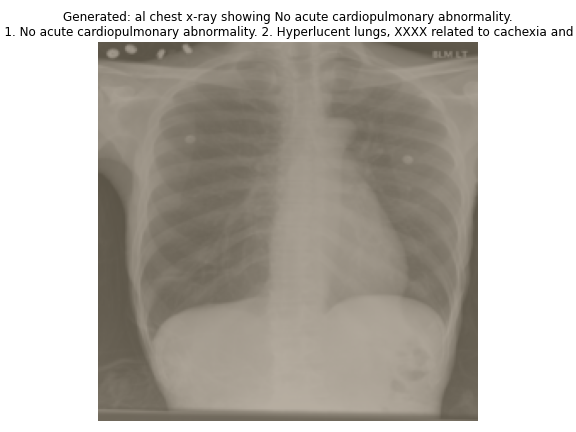 Generated: al chest x-ray showing No acute cardiopulmonary abnormality.
1. No acute cardiopulmonary abnormality. 2. Hyperlucent lungs, XXXX related to cachexia and